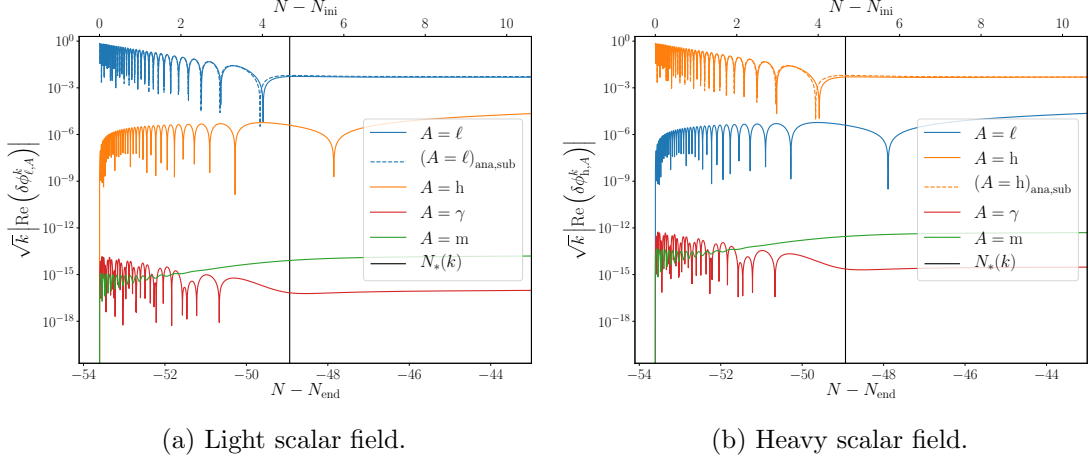 N − N_ini
0 2 4 6 8 10
10^0
10^−3
10^−6
10^−9
10^−12
10^−15
10^−18
√k |Re (δϕ^k_{ℓ,A})|
A = ℓ
(A = ℓ)_ana,sub
A = h
A = γ
A = m
N_*(k)
−54 −52 −50 −48 −46 −44
N − N_end
(a) Light scalar field.
N − N_ini
0 2 4 6 8 10
10^0
10^−3
10^−6
10^−9
10^−12
10^−15
10^−18
√k |Re (δϕ^k_{h,A})|
A = ℓ
A = h
(A = h)_ana,sub
A = γ
A = m
N_*(k)
−54 −52 −50 −48 −46 −44
N − N_end
(b) Heavy scalar field.